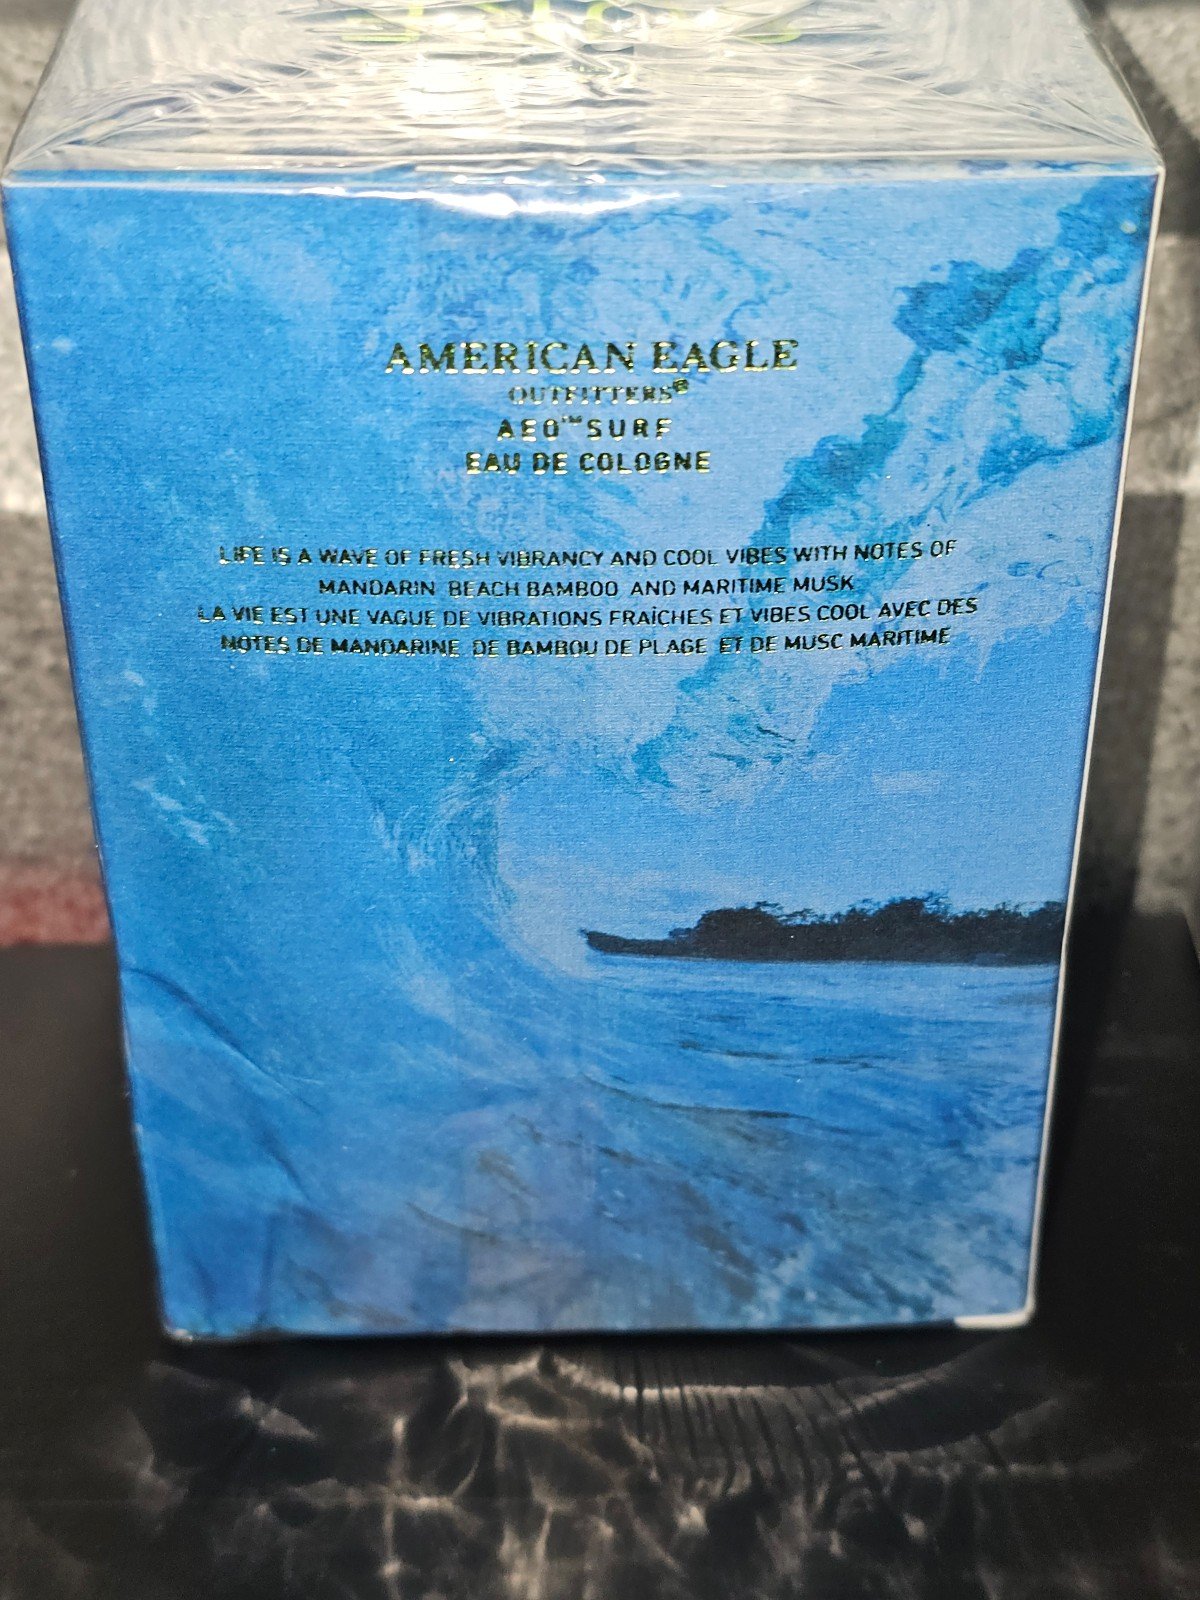 AMERICAN EAGLE
OUTFITTERS®
AEO™ SURF
EAU DE COLOGNE
LIFE IS A WAVE OF FRESH VIBRANCY AND COOL VIBES WITH NOTES OF
MANDARIN BEACH BAMBOO AND MARITIME MUSK
LA VIE EST UNE VAGUE DE VIBRATIONS FRAÎCHES ET VIBES COOL AVEC DES
NOTES DE MANDARINE DE BAMBOU DE PLAGE ET DE MUSC MARITIME